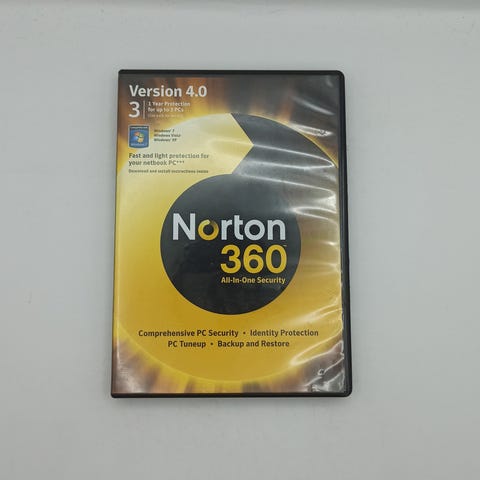 Version 4.0
3
1 Year Protection
for up to 3 PCs
Windows 7
Windows Vista
Windows XP
Fast and light protection for
your netbook PC***
Download and install instructions inside
Norton
360
All-In-One Security
Comprehensive PC Security • Identity Protection
PC Tuneup • Backup and Restore